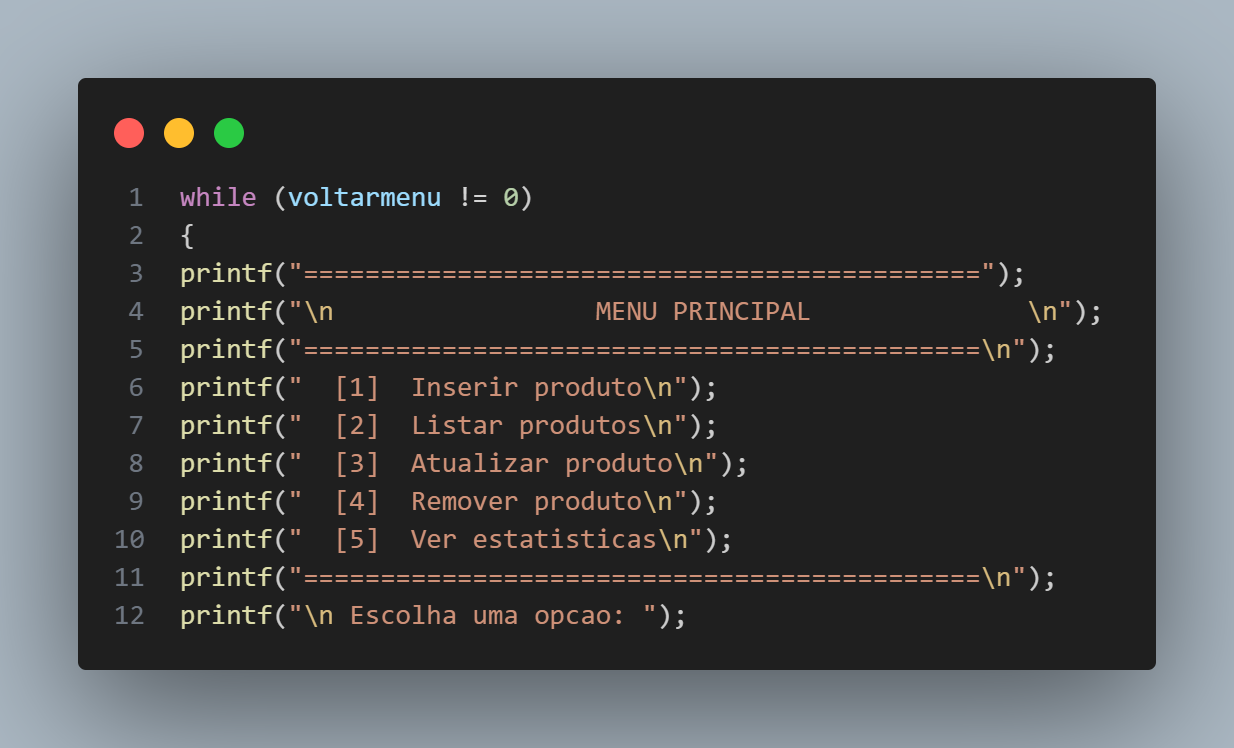 1 while (voltarmenu != 0)
2 {
3 printf("============================================");
4 printf("\n                 MENU PRINCIPAL              \n");
5 printf("============================================\n");
6 printf("  [1]  Inserir produto\n");
7 printf("  [2]  Listar produtos\n");
8 printf("  [3]  Atualizar produto\n");
9 printf("  [4]  Remover produto\n");
10 printf("  [5]  Ver estatisticas\n");
11 printf("============================================\n");
12 printf("\n Escolha uma opcao: ");